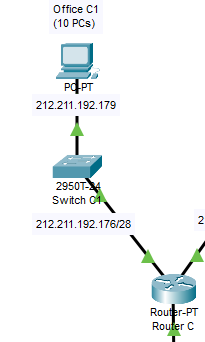 Office C1
(10 PCs)
PC-PT
212.211.192.179
2950T-24
Switch C1
212.211.192.176/28
2
Router-PT
Router C